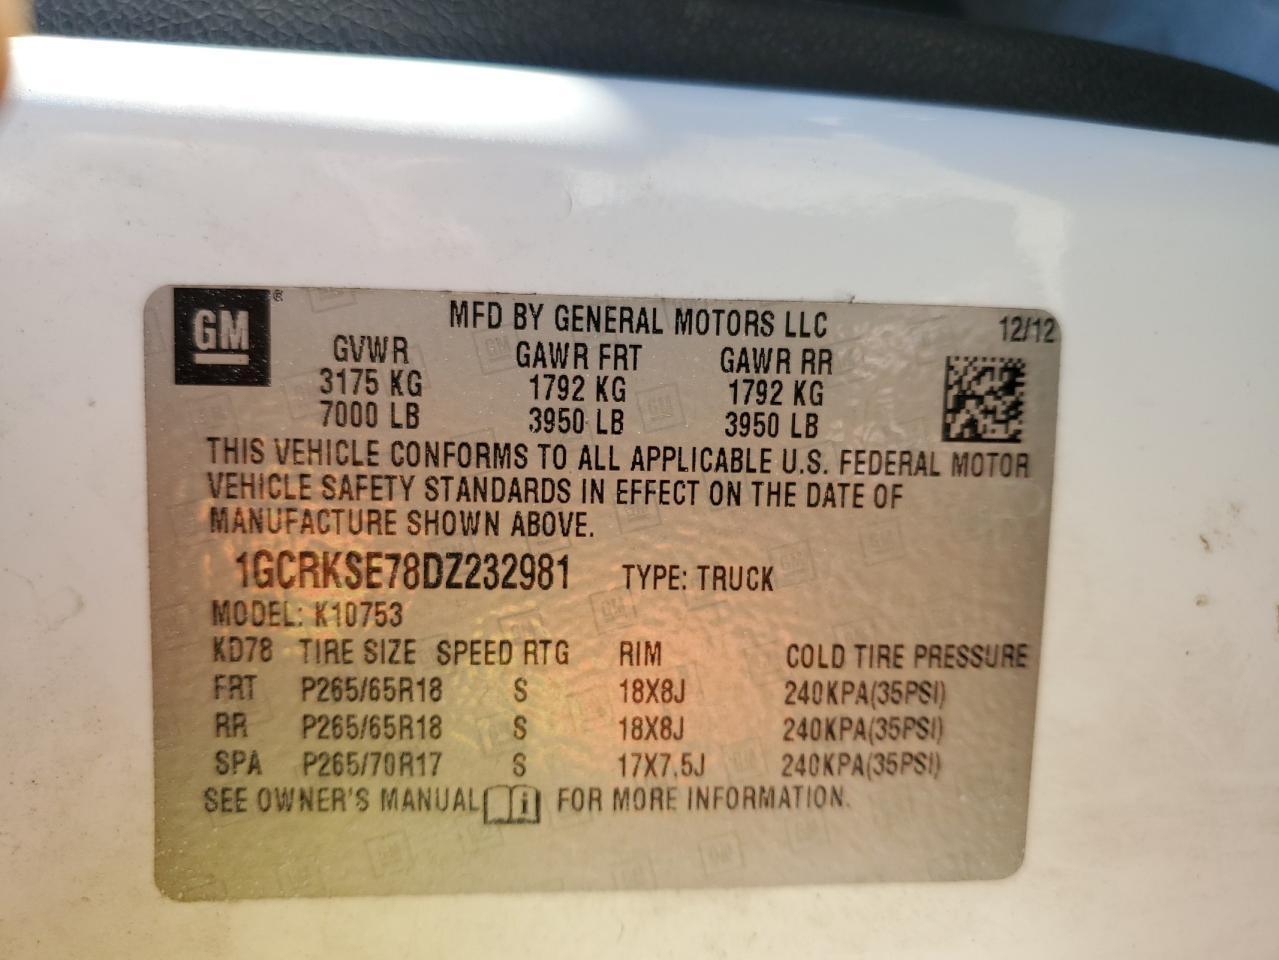 GM ®
MFD BY GENERAL MOTORS LLC 12/12
GVWR GAWR FRT GAWR RR
3175 KG 1792 KG 1792 KG
7000 LB 3950 LB 3950 LB
THIS VEHICLE CONFORMS TO ALL APPLICABLE U.S. FEDERAL MOTOR
VEHICLE SAFETY STANDARDS IN EFFECT ON THE DATE OF
MANUFACTURE SHOWN ABOVE.
1GCRKSE78DZ232981 TYPE: TRUCK
MODEL: K10753
KD78 TIRE SIZE SPEED RTG RIM COLD TIRE PRESSURE
FRT P265/65R18 S 18X8J 240KPA(35PSI)
RR P265/65R18 S 18X8J 240KPA(35PSI)
SPA P265/70R17 S 17X7.5J 240KPA(35PSI)
SEE OWNER'S MANUAL i FOR MORE INFORMATION.